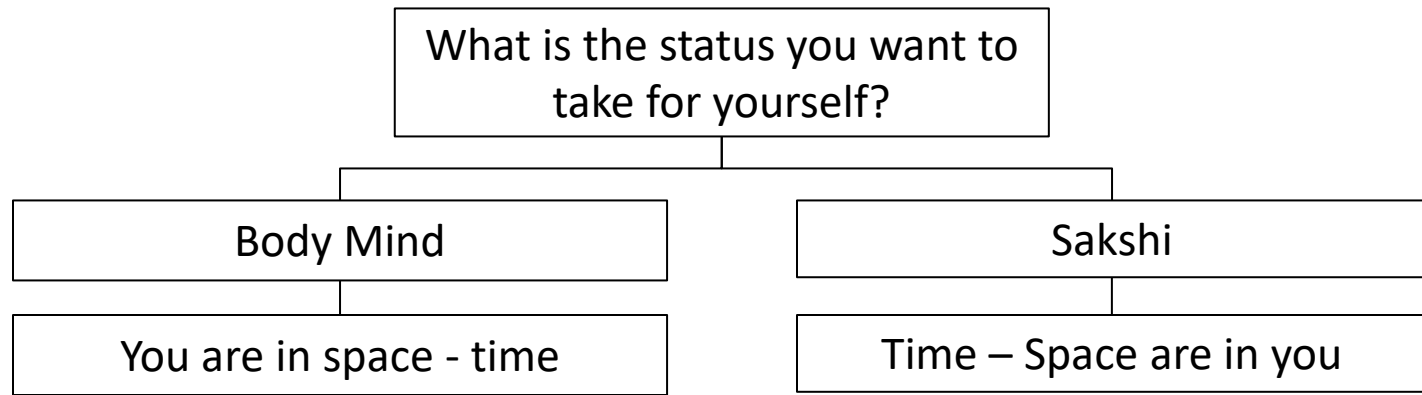 What is the status you want to
take for yourself?
Body Mind
Sakshi
You are in space - time
Time – Space are in you